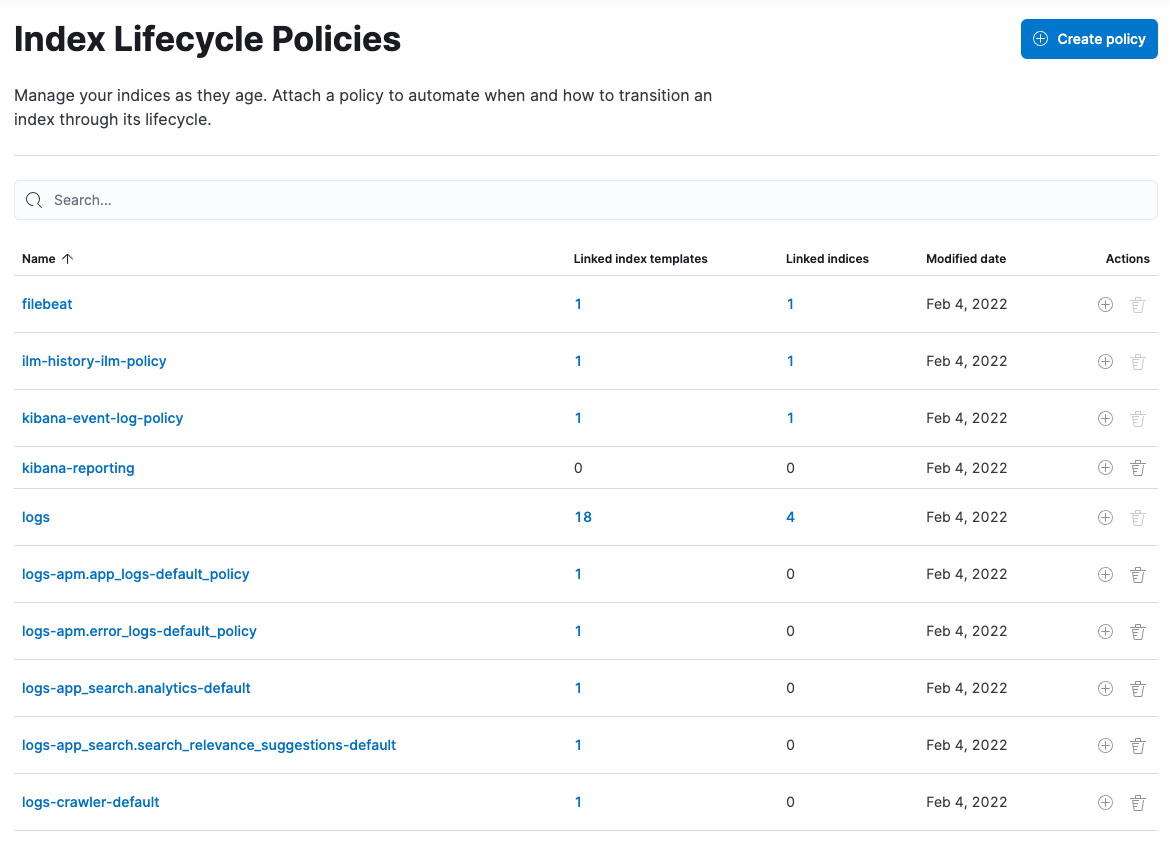 Index Lifecycle Policies
Create policy
Manage your indices as they age. Attach a policy to automate when and how to transition an
index through its lifecycle.
Search...
Name Linked index templates Linked indices Modified date Actions
filebeat 1 1 Feb 4, 2022
ilm-history-ilm-policy 1 1 Feb 4, 2022
kibana-event-log-policy 1 1 Feb 4, 2022
kibana-reporting 0 0 Feb 4, 2022
logs 18 4 Feb 4, 2022
logs-apm.app_logs-default_policy 1 0 Feb 4, 2022
logs-apm.error_logs-default_policy 1 0 Feb 4, 2022
logs-app_search.analytics-default 1 0 Feb 4, 2022
logs-app_search.search_relevance_suggestions-default 1 0 Feb 4, 2022
logs-crawler-default 1 0 Feb 4, 2022